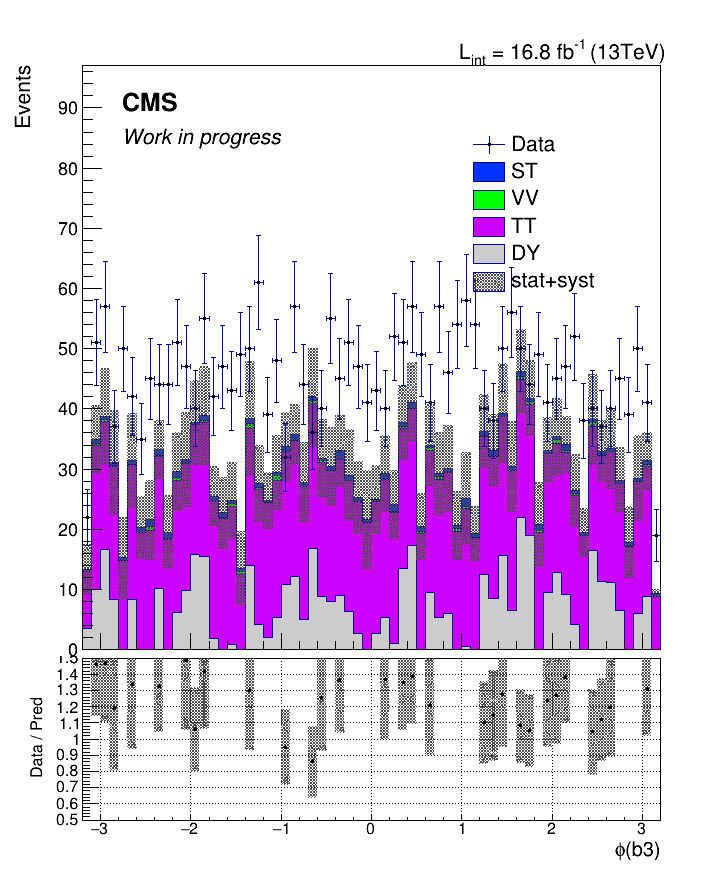 L_int = 16.8 fb^-1 (13TeV)
Events
CMS
Work in progress
Data
ST
VV
TT
DY
stat+syst
90
80
70
60
50
40
30
20
10
0
1.5
1.4
1.3
1.2
1.1
1
0.9
0.8
0.7
0.6
0.5
Data / Pred
−3 −2 −1 0 1 2 3
ϕ(b3)